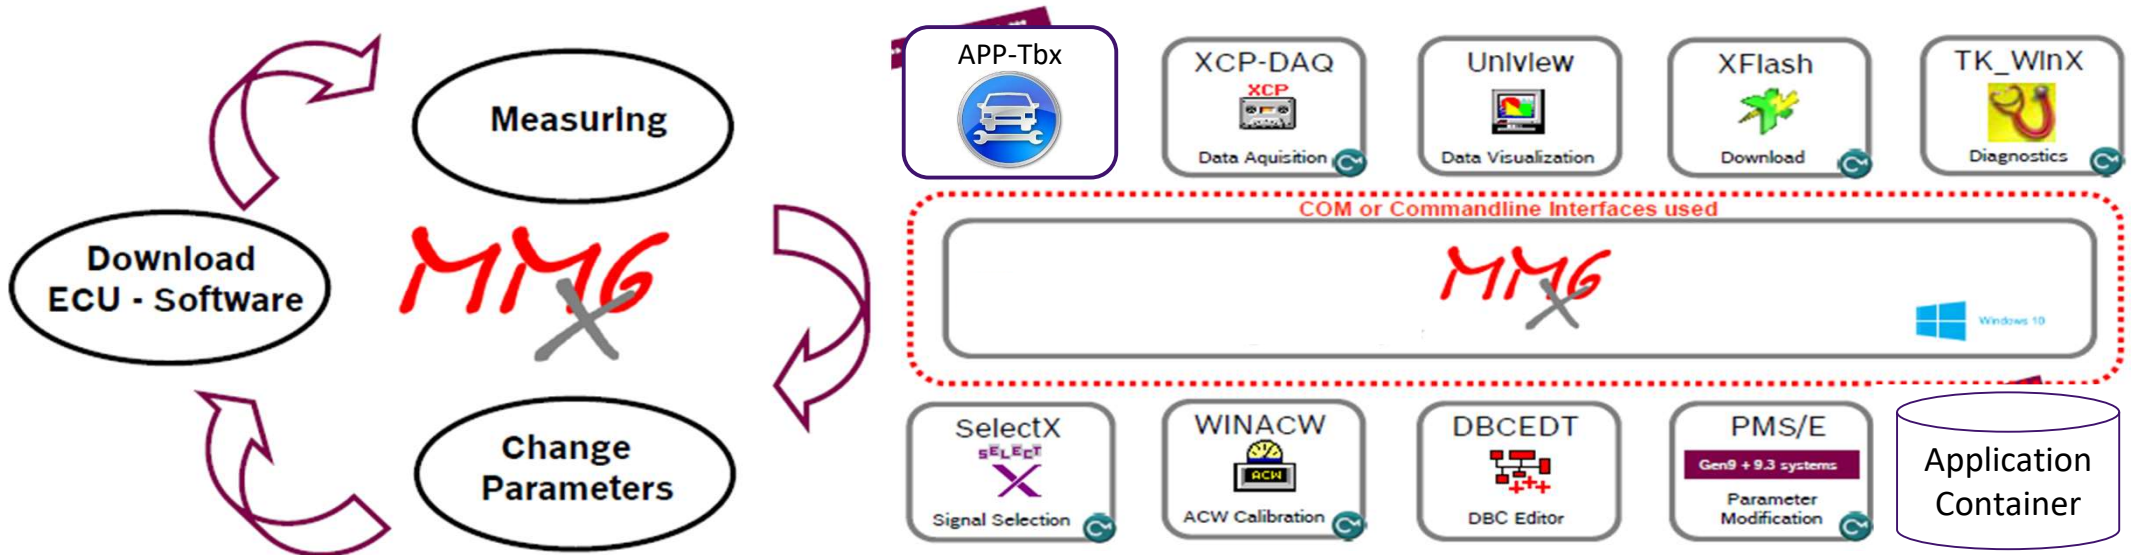 Measuring
Download
ECU - Software
MM6
X
Change
Parameters
APP-Tbx
XCP-DAQ
XCP
Data Aquisition
Uniview
Data Visualization
XFlash
Download
TK_WinX
Diagnostics
COM or Commandline Interfaces used
MM6
X
Windows 10
SelectX
SELECT
X
Signal Selection
WINACW
ACW
ACW Calibration
DBCEDT
DBC Editor
PMS/E
Gen9 + 9.3 systems
Parameter
Modification
Application
Container